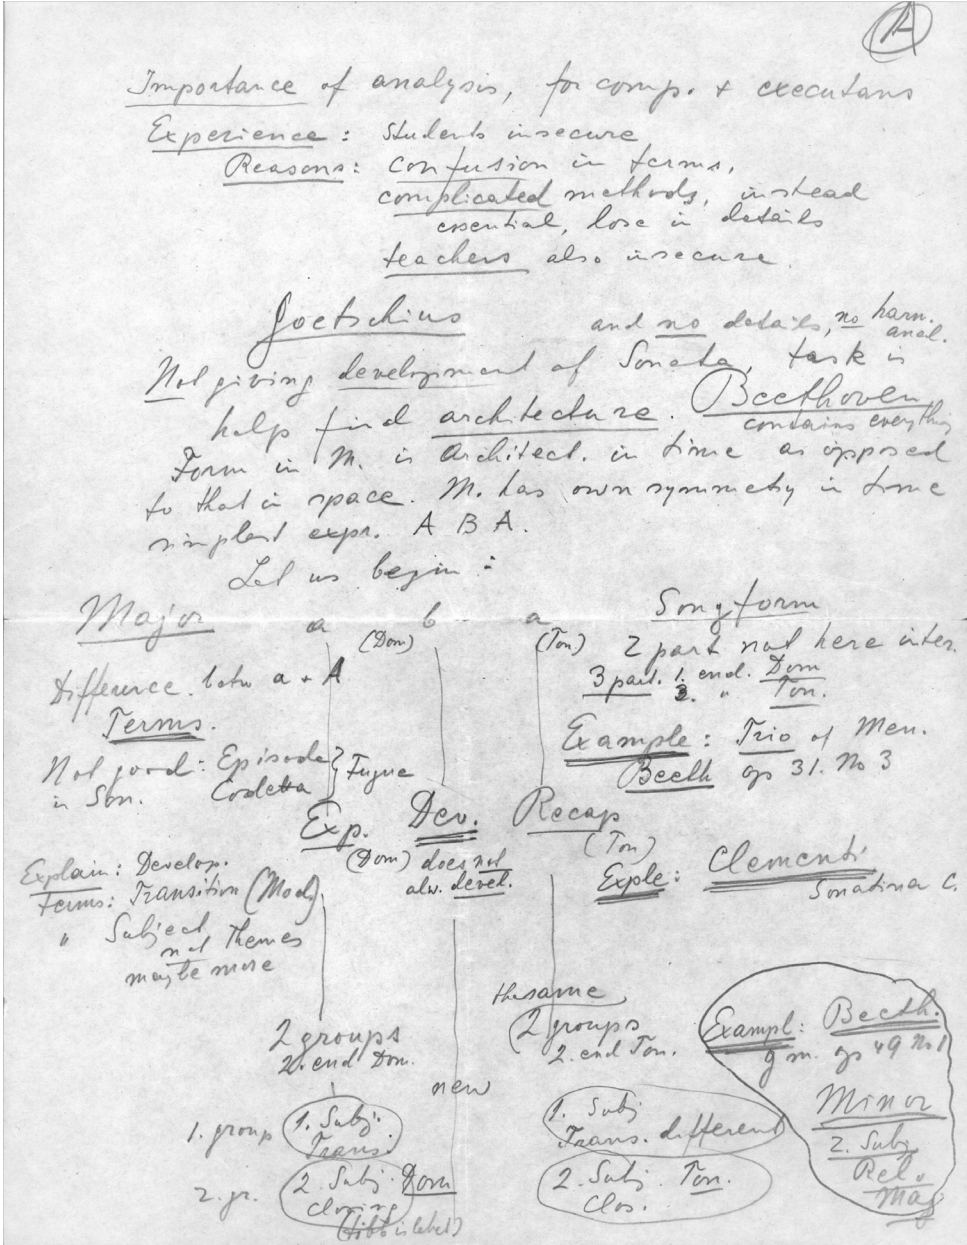 A
Importance of analysis, for comp. + executans
Experience: Students insecure
Reasons: confusion in terms,
complicated methods, instead
essential, lose in details
teachers also insecure.
Goetschius
and no details, no harm. anal.
Not giving development of Sonata, task is
help find architecture. Beethoven
contains everything
Form in M. is Architect. in time as opposed
to that in space. M. has own symmetry in time
simplest expr. A B A.
Let us begin:
Major a (Dom) b a (Ton) Songform
2 part not here inter.
Difference betw a + A
3 part. 1. end. Dom
3. " Ton.
Terms.
Example: Trio of Men.
Beeth op 31. No 3
Not good: Episode } Fugue
in Son. Codetta
Exp. Dev. Recap
(Dom) does not (Ton)
alw. devel.
Exple: Clementi
Sonatina C.
Explain: Develop.
Terms: Transition (Mod)
" Subject
not Themes
maybe more
the same
2 groups
2. end Dom.
2 groups
2. end Ton.
Exampl: Beeth.
g m. op 49 No 1
new
Minor
2. Subj
Rel.
Maj
1. group 1. Subj.
Trans.
1. Subj
Trans. different
2. gr. 2. Subj. Dom
closing
2. Subj. Ton.
Clos.